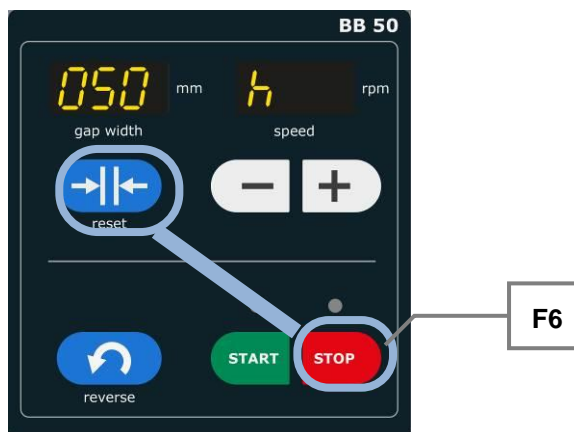 BB 50
050 mm
h rpm
gap width
speed
reset
F6
START
STOP
reverse